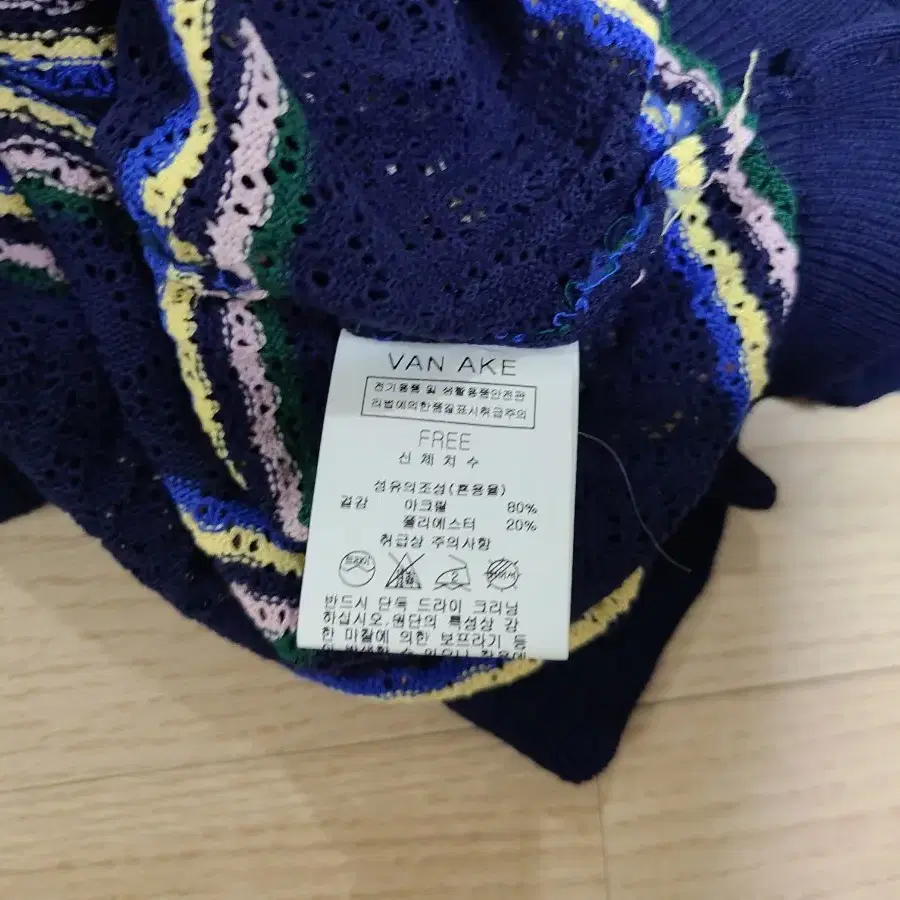 VAN AKE
전기용품 및 생활용품안전관
리법에의한품질표시취급주의
FREE
신 체 치 수
섬유의조성(혼용율)
겉감 아크릴 80%
폴리에스터 20%
취급상 주의사항
드라이
2
반드시 단독 드라이 크리닝
하십시오.원단의 특성상 강
한 마찰에 의한 보프라기 등